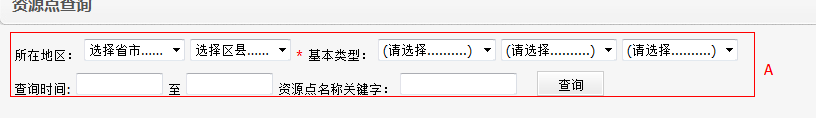 资源点查询
所在地区： 选择省市...... 选择区县...... * 基本类型： (请选择..........) (请选择..........) (请选择..........)
A
查询时间: 至 资源点名称关键字： 查询